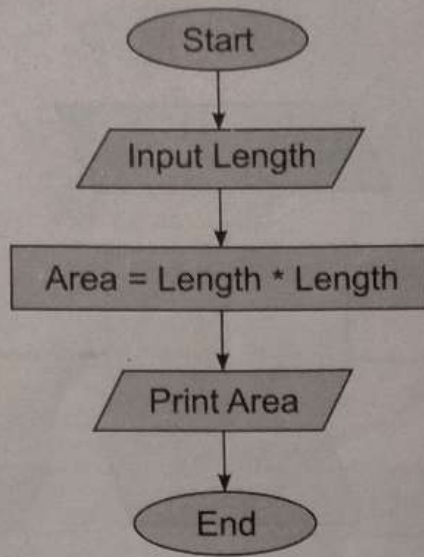 Start
Input Length
Area = Length * Length
Print Area
End